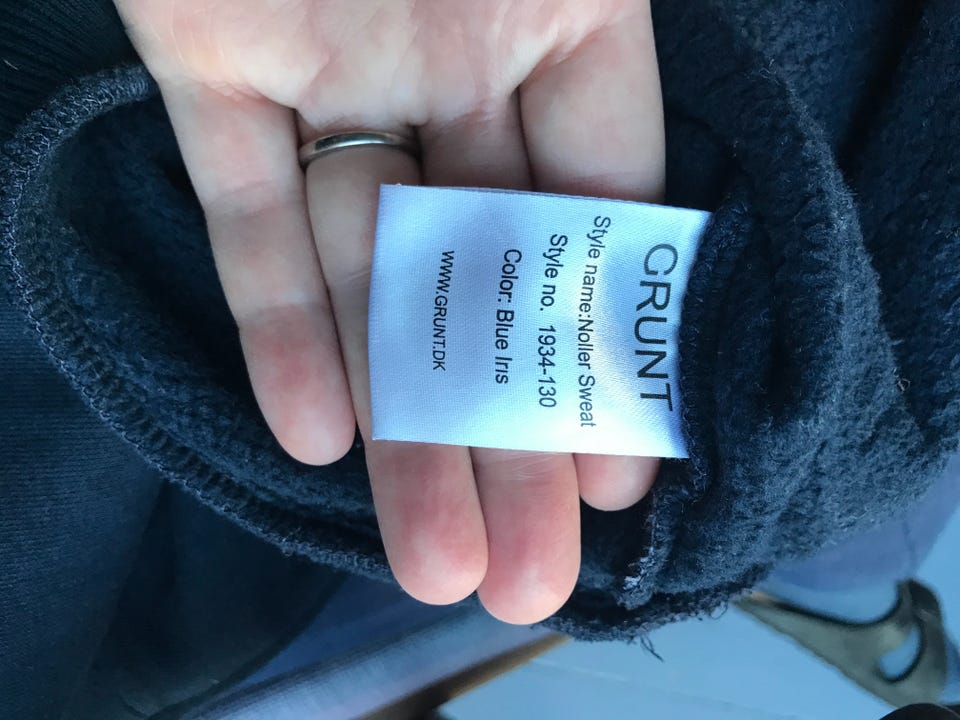 GRUNT
Style name:Noller Sweat
Style no. 1934-130
Color: Blue Iris
WWW.GRUNT.DK